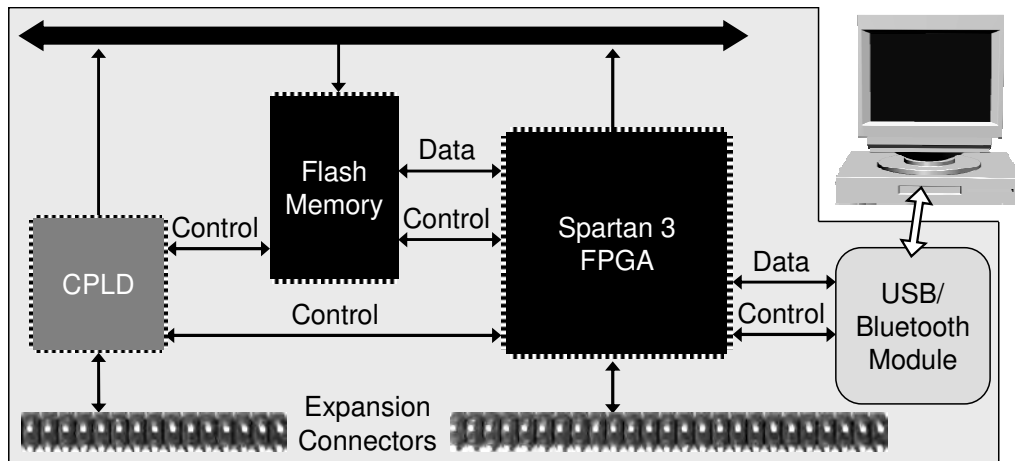 Data
Flash
Memory
Control
Control
Spartan 3
FPGA
CPLD
Control
Data
Control
USB/
Bluetooth
Module
Expansion
Connectors